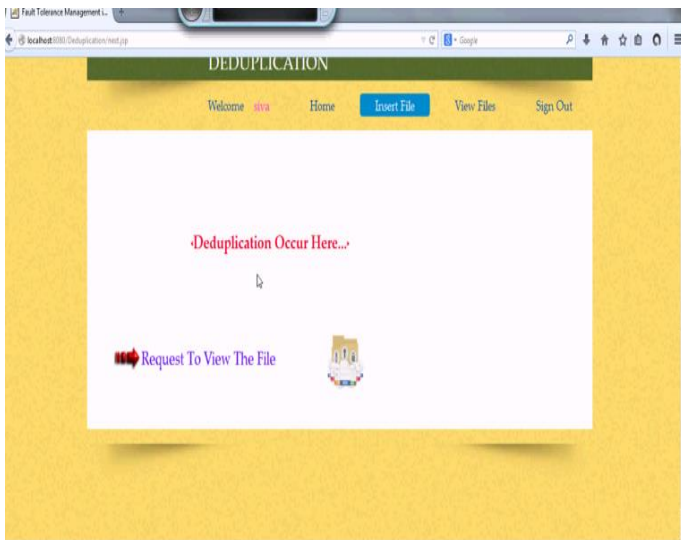 Fault Tolerance Management i...
localhost:8080/Deduplication/next.jsp
Google
DEDUPLICATION
Welcome siva Home Insert File View Files Sign Out
Deduplication Occur Here...
Request To View The File